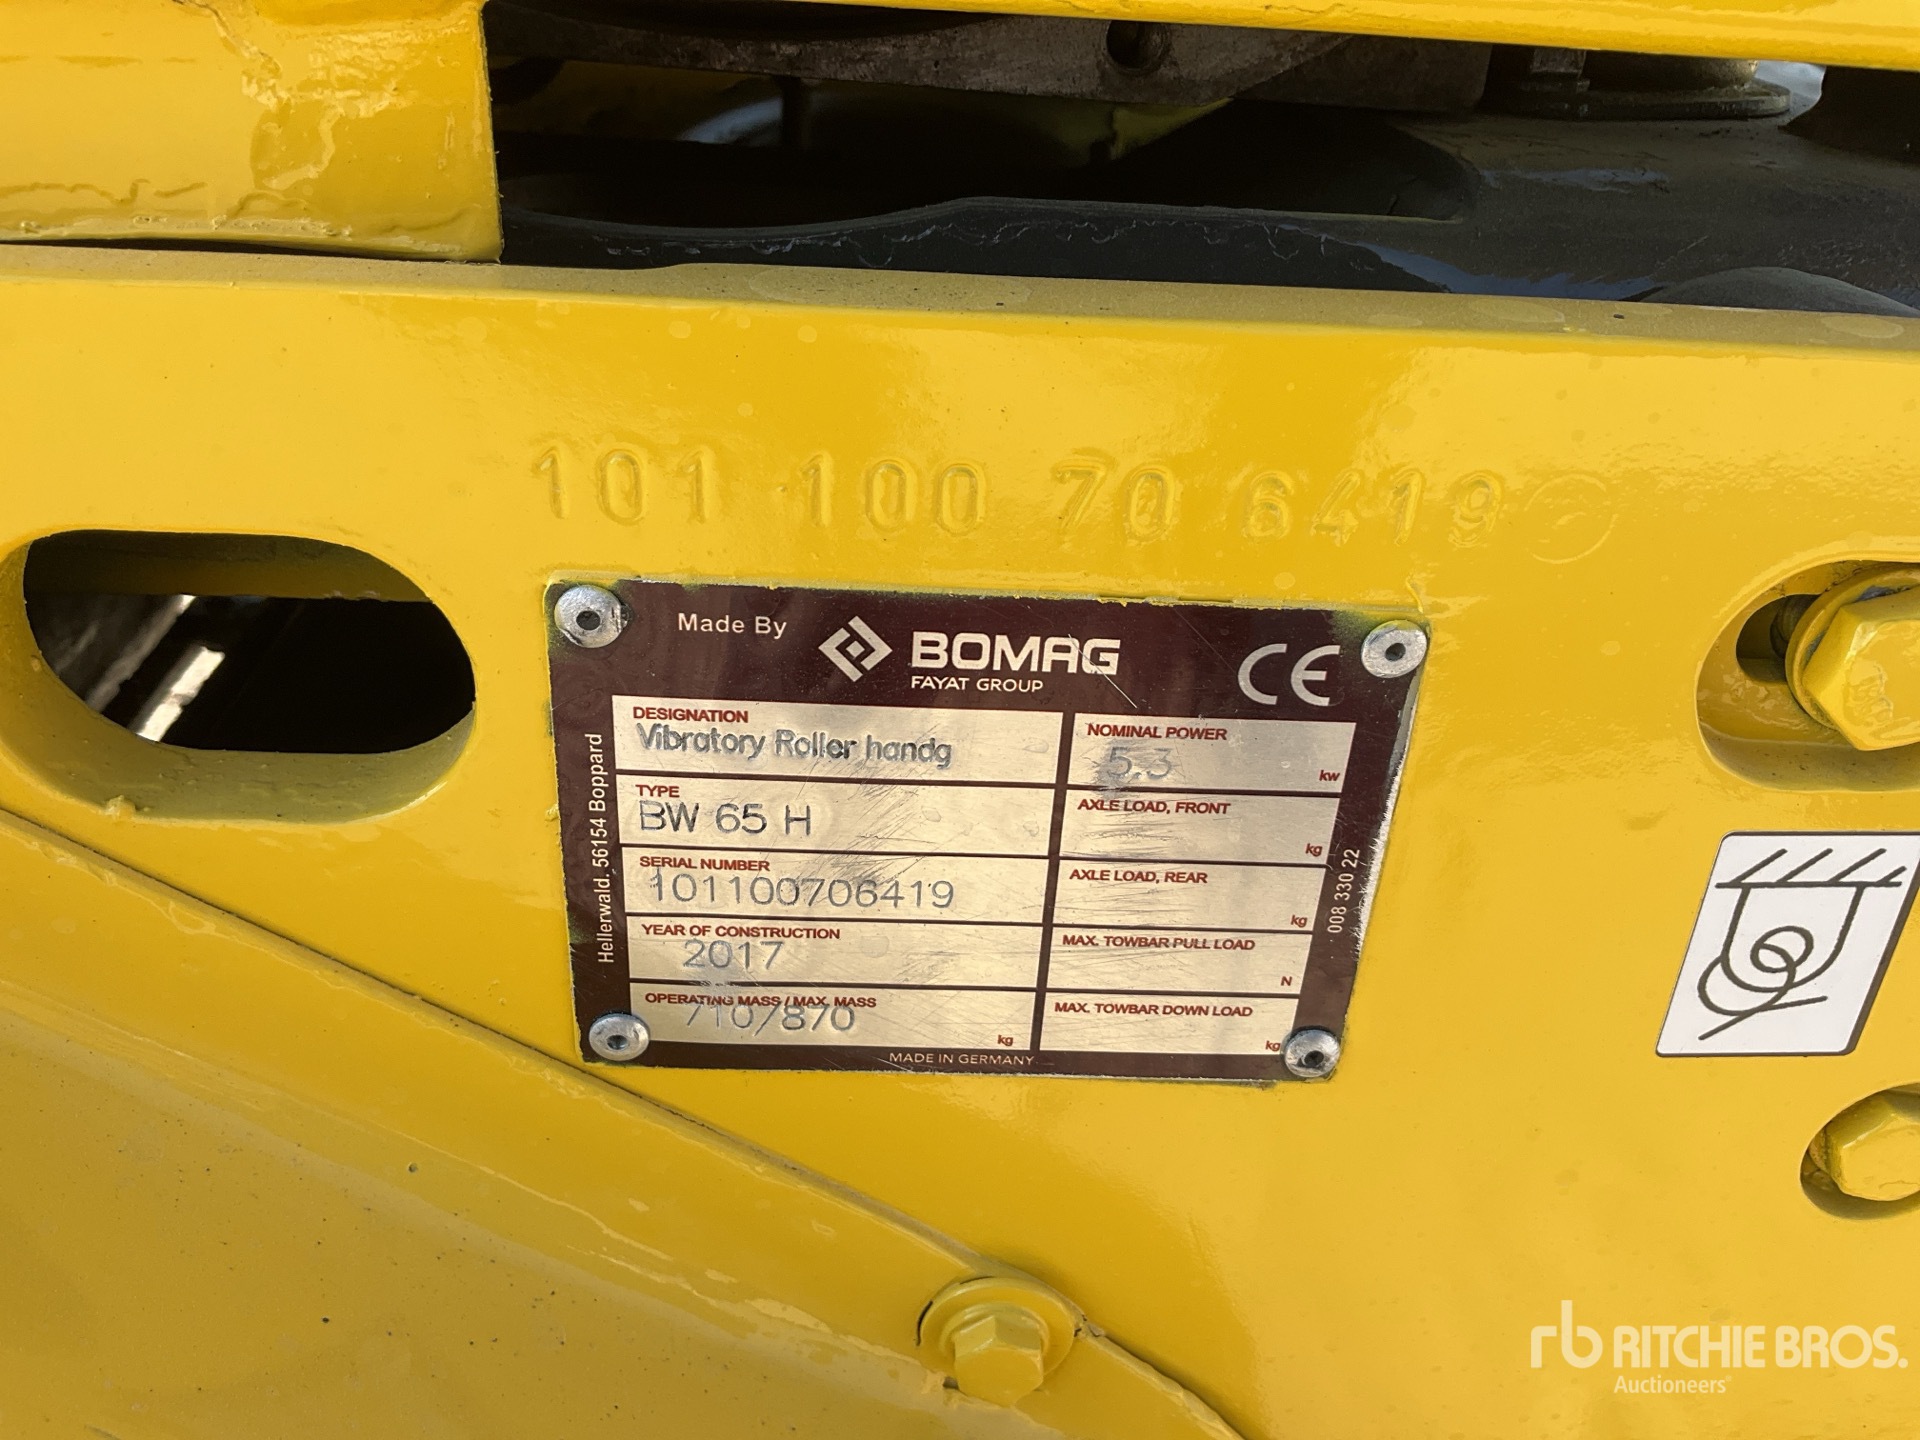 101 100 70 6419
Made By
BOMAG
FAYAT GROUP
CE
DESIGNATION
Vibratory Roller handg
TYPE
BW 65 H
SERIAL NUMBER
101100706419
YEAR OF CONSTRUCTION
2017
OPERATING MASS / MAX. MASS
710/870
kg
NOMINAL POWER
5.3
kw
AXLE LOAD, FRONT
kg
AXLE LOAD, REAR
kg
MAX. TOWBAR PULL LOAD
N
MAX. TOWBAR DOWN LOAD
kg
MADE IN GERMANY
Hellerwald. 56154 Boppard
008 330 22
rb RITCHIE BROS.
Auctioneers